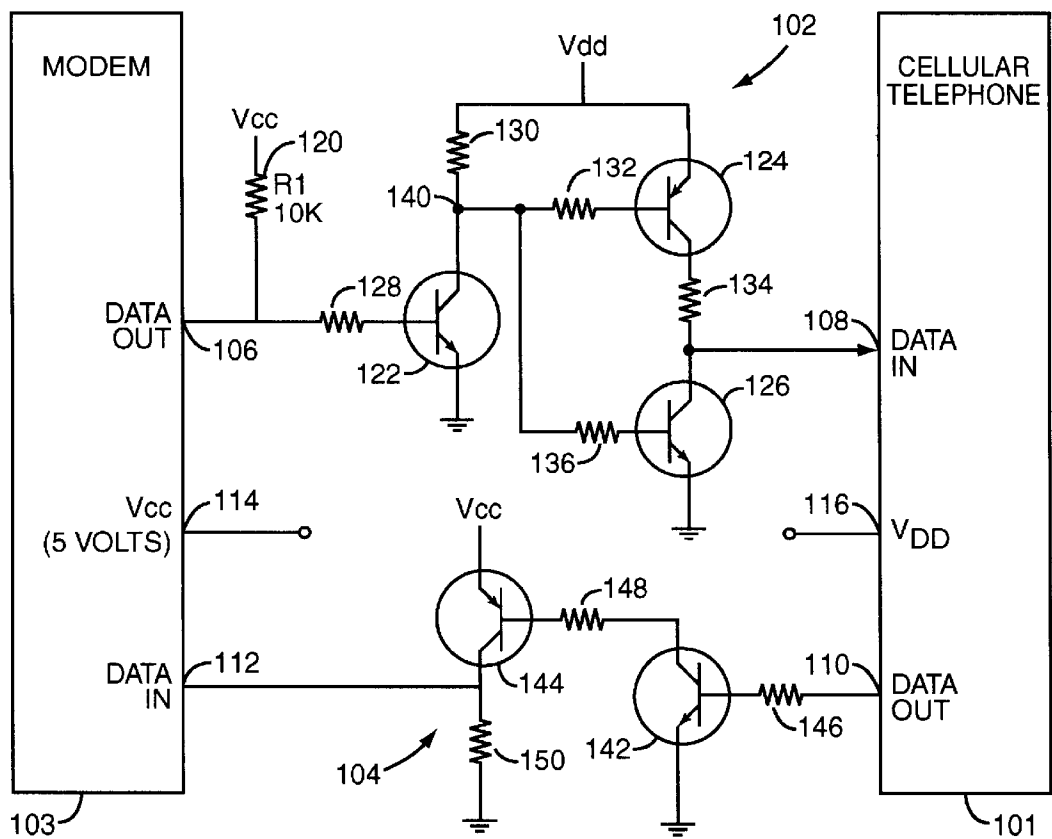 MODEM
Vcc
120
R1
10K
DATA
OUT
106
128
122
140
130
Vdd
132
102
124
134
136
126
108
CELLULAR
TELEPHONE
DATA
IN
Vcc
(5 VOLTS)
114
116
VDD
DATA
IN
112
Vcc
144
148
150
104
142
146
110
DATA
OUT
103
101